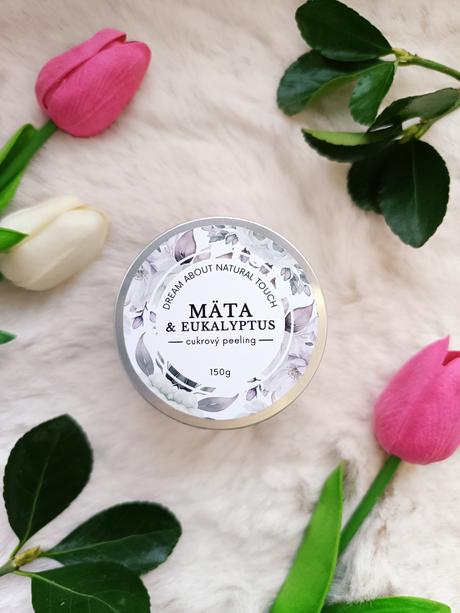 DREAM ABOUT NATURAL TOUCH
MÄTA
& EUKALYPTUS
cukrový peeling
150g